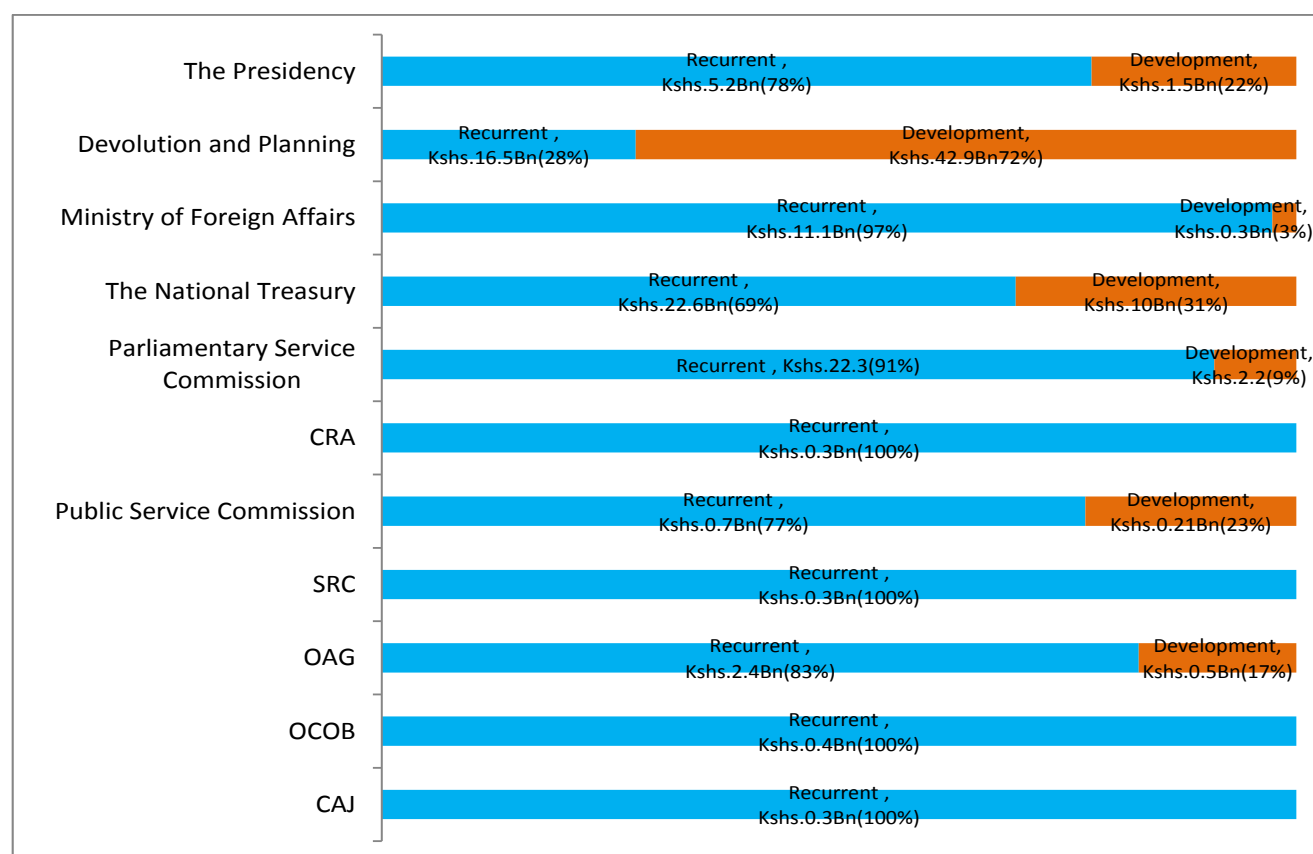 The Presidency
Recurrent ,
Kshs.5.2Bn(78%)
Development,
Kshs.1.5Bn(22%)
Devolution and Planning
Recurrent ,
Kshs.16.5Bn(28%)
Development,
Kshs.42.9Bn72%)
Ministry of Foreign Affairs
Recurrent ,
Kshs.11.1Bn(97%)
Development,
Kshs.0.3Bn(3%)
The National Treasury
Recurrent ,
Kshs.22.6Bn(69%)
Development,
Kshs.10Bn(31%)
Parliamentary Service
Commission
Recurrent , Kshs.22.3(91%)
Development,
Kshs.2.2(9%)
CRA
Recurrent ,
Kshs.0.3Bn(100%)
Public Service Commission
Recurrent ,
Kshs.0.7Bn(77%)
Development,
Kshs.0.21Bn(23%)
SRC
Recurrent ,
Kshs.0.3Bn(100%)
OAG
Recurrent ,
Kshs.2.4Bn(83%)
Development,
Kshs.0.5Bn(17%)
OCOB
Recurrent ,
Kshs.0.4Bn(100%)
CAJ
Recurrent ,
Kshs.0.3Bn(100%)